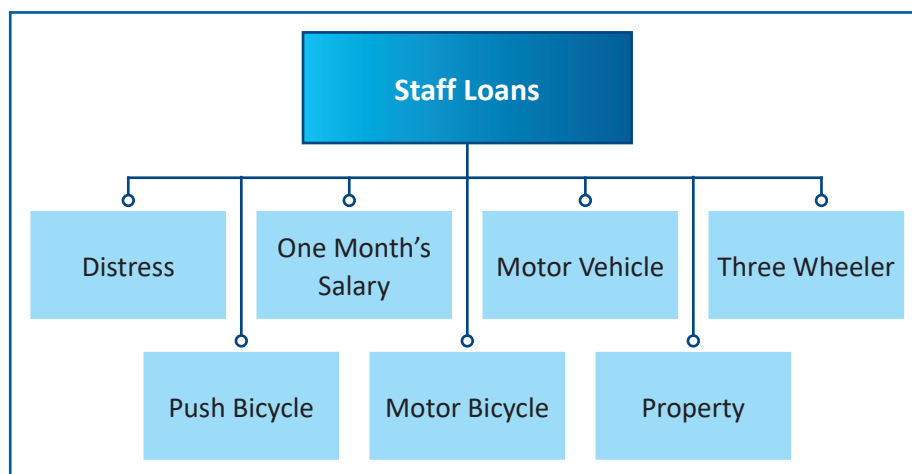 Staff Loans
Distress
One Month’s
Salary
Motor Vehicle
Three Wheeler
Push Bicycle
Motor Bicycle
Property